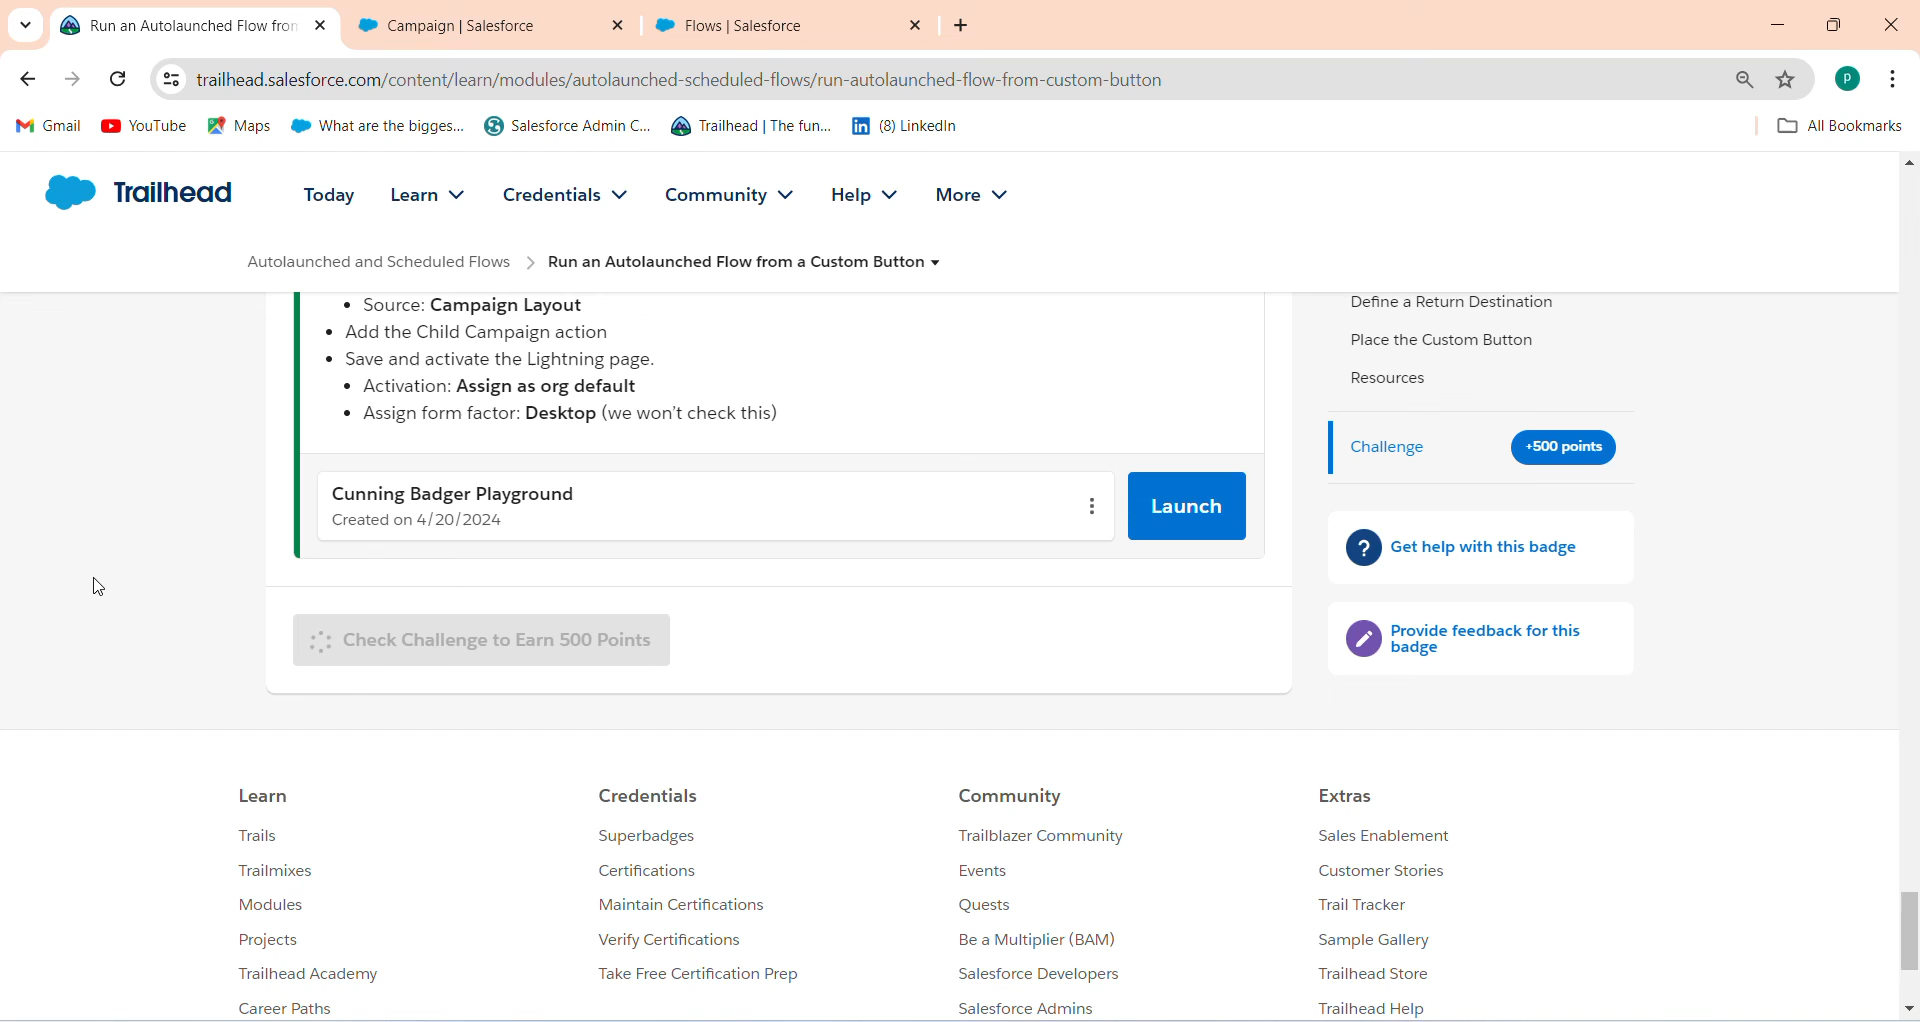 Run an Autolaunched Flow fron
Campaign | Salesforce
Flows | Salesforce
trailhead.salesforce.com/content/learn/modules/autolaunched-scheduled-flows/run-autolaunched-flow-from-custom-button
P
Gmail
YouTube
Maps
What are the bigges...
Salesforce Admin C...
Trailhead | The fun...
(8) LinkedIn
All Bookmarks
Trailhead
Today
Learn
Credentials
Community
Help
More
Autolaunched and Scheduled Flows
Run an Autolaunched Flow from a Custom Button
• Source: Campaign Layout
• Add the Child Campaign action
• Save and activate the Lightning page.
• Activation: Assign as org default
• Assign form factor: Desktop (we won't check this)
Cunning Badger Playground
Created on 4/20/2024
Launch
Check Challenge to Earn 500 Points
Define a Return Destination
Place the Custom Button
Resources
Challenge
+500 points
? Get help with this badge
Provide feedback for this
badge
Learn
Trails
Trailmixes
Modules
Projects
Trailhead Academy
Career Paths
Credentials
Superbadges
Certifications
Maintain Certifications
Verify Certifications
Take Free Certification Prep
Community
Trailblazer Community
Events
Quests
Be a Multiplier (BAM)
Salesforce Developers
Salesforce Admins
Extras
Sales Enablement
Customer Stories
Trail Tracker
Sample Gallery
Trailhead Store
Trailhead Help